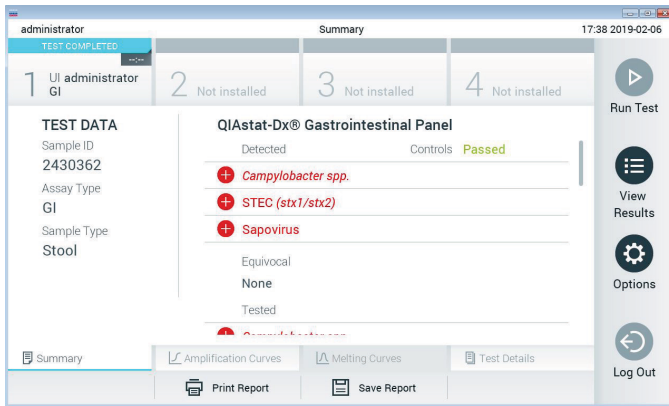 administrator Summary 17:38 2019-02-06
TEST COMPLETED
--:--
1 UI administrator GI
2 Not installed
3 Not installed
4 Not installed
Run Test
View Results
Options
Log Out
TEST DATA
Sample ID
2430362
Assay Type
GI
Sample Type
Stool
QIAstat-Dx® Gastrointestinal Panel
Detected Controls Passed
Campylobacter spp.
STEC (stx1/stx2)
Sapovirus
Equivocal
None
Tested
Summary Amplification Curves Melting Curves Test Details
Print Report Save Report